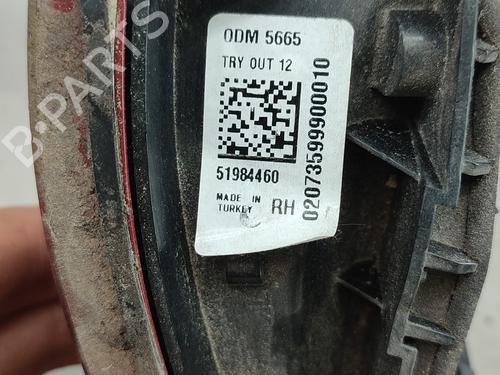 ODM 5665
TRY OUT 12
51984460
MADE IN
TURKEY
RH
02073599900010
B-PARTS